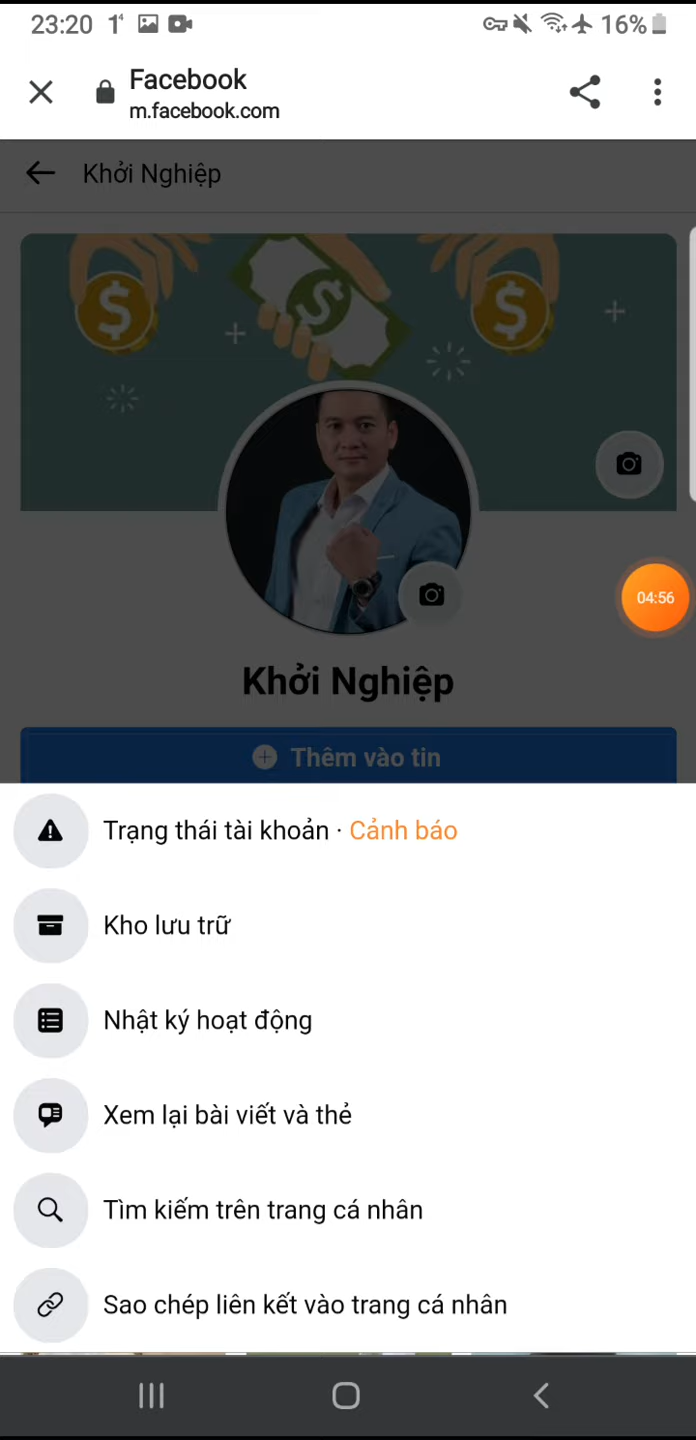 23:20
16%
Facebook
m.facebook.com
Khởi Nghiệp
$ $ $
04:56
Khởi Nghiệp
Thêm vào tin
Trạng thái tài khoản · Cảnh báo
Kho lưu trữ
Nhật ký hoạt động
Xem lại bài viết và thẻ
Tìm kiếm trên trang cá nhân
Sao chép liên kết vào trang cá nhân